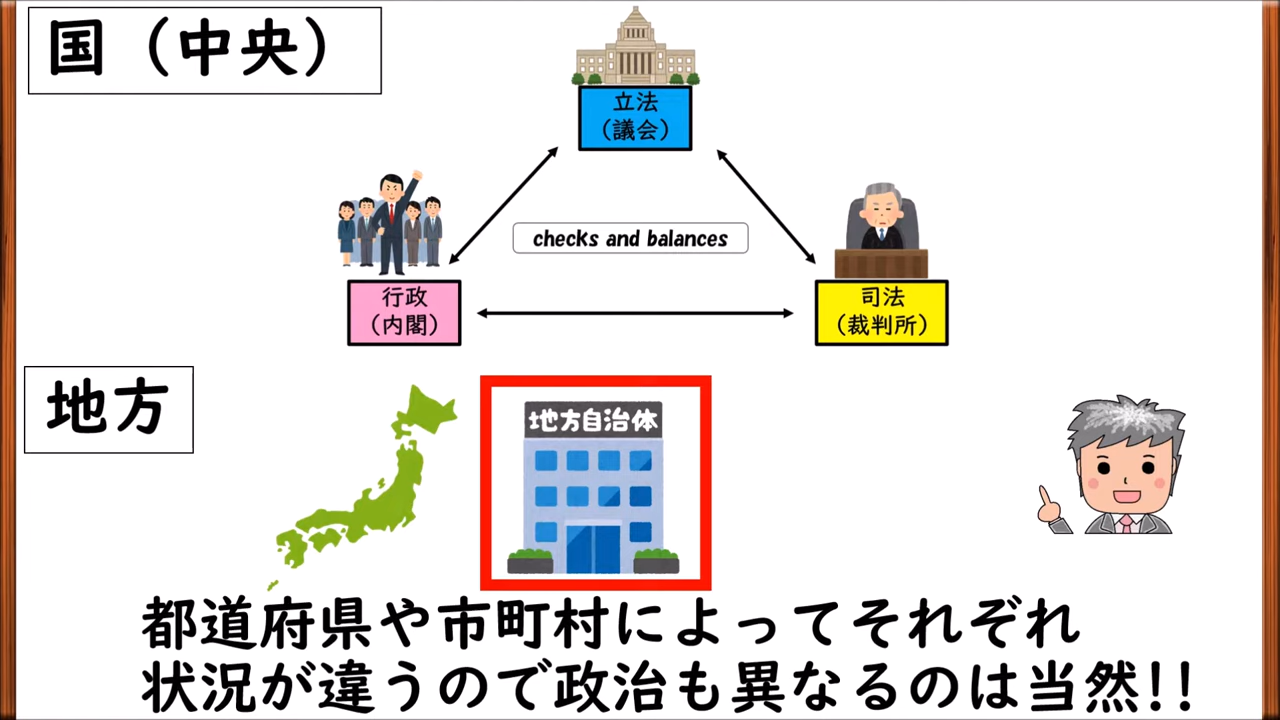 国（中央）
立法
（議会）
checks and balances
行政
（内閣）
司法
（裁判所）
地方
地方自治体
都道府県や市町村によってそれぞれ
状況が違うので政治も異なるのは当然!!